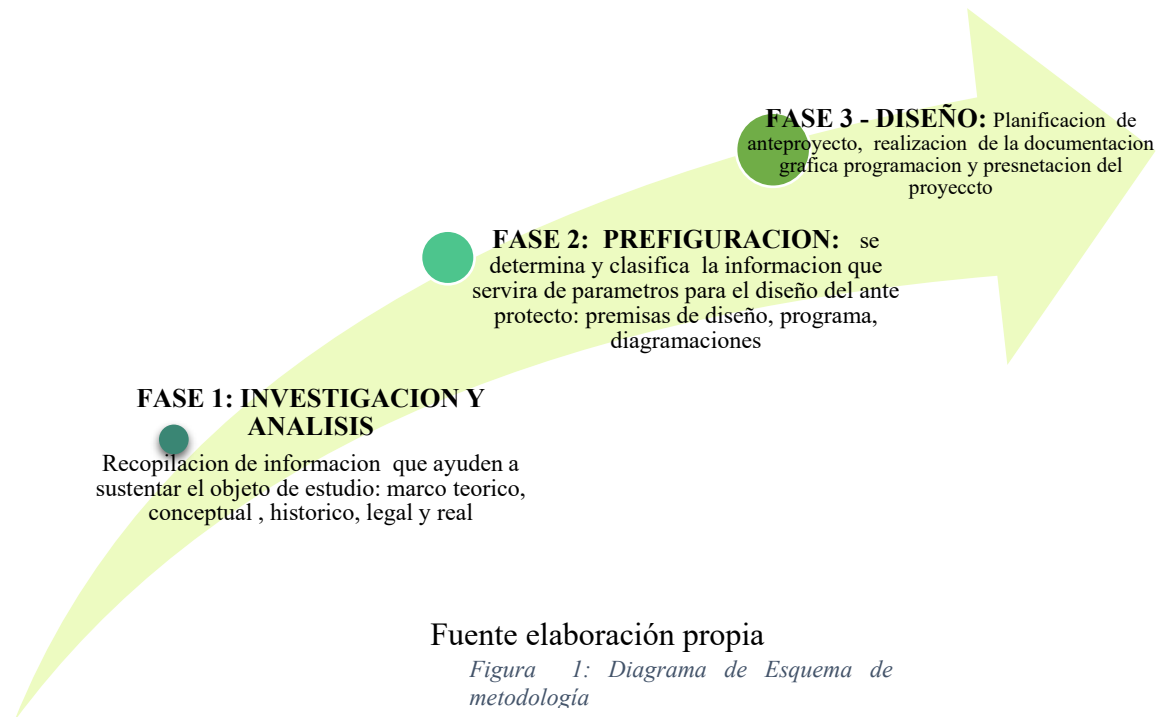 FASE 1: INVESTIGACION Y
ANALISIS
Recopilacion de informacion que ayuden a
sustentar el objeto de estudio: marco teorico,
conceptual , historico, legal y real
FASE 2: PREFIGURACION: se
determina y clasifica la informacion que
servira de parametros para el diseño del ante
protecto: premisas de diseño, programa,
diagramaciones
FASE 3 - DISEÑO: Planificacion de
anteproyecto, realizacion de la documentacion
grafica programacion y presnetacion del
proyeccto
Fuente elaboración propia
Figura 1: Diagrama de Esquema de
metodología